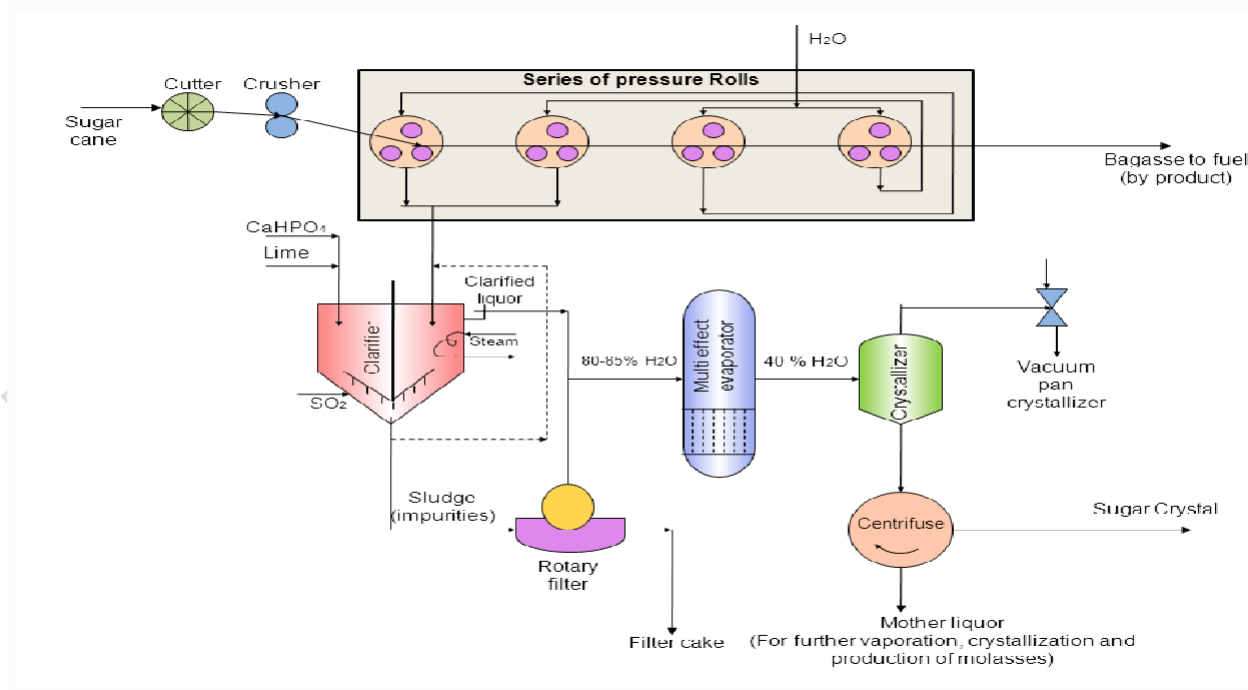 H₂O
Series of pressure Rolls
Cutter
Crusher
Sugar
cane
Bagasse to fuel
(by product)
CaHPO₄
Lime
Clarified
liquor
Steam
Clarifier
SO₂
80-85% H₂O
Multi effect
evaporator
40 % H₂O
Crystallizer
Vacuum
pan
crystallizer
Sludge
(impurities)
Rotary
filter
Filter cake
Centrifuse
Sugar Crystal
Mother liquor
(For further vaporation, crystallization and
production of molasses)